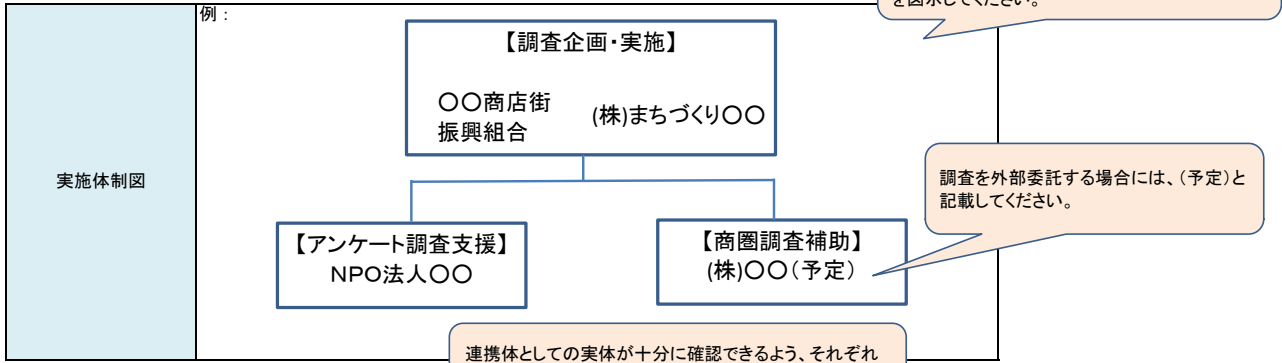 を図示してください。
例：
【調査企画・実施】
〇〇商店街
振興組合
(株)まちづくり〇〇
実施体制図
調査を外部委託する場合には、（予定）と
記載してください。
【アンケート調査支援】
NPO法人〇〇
【商圏調査補助】
(株)〇〇（予定）
連携体としての実体が十分に確認できるよう、それぞれ